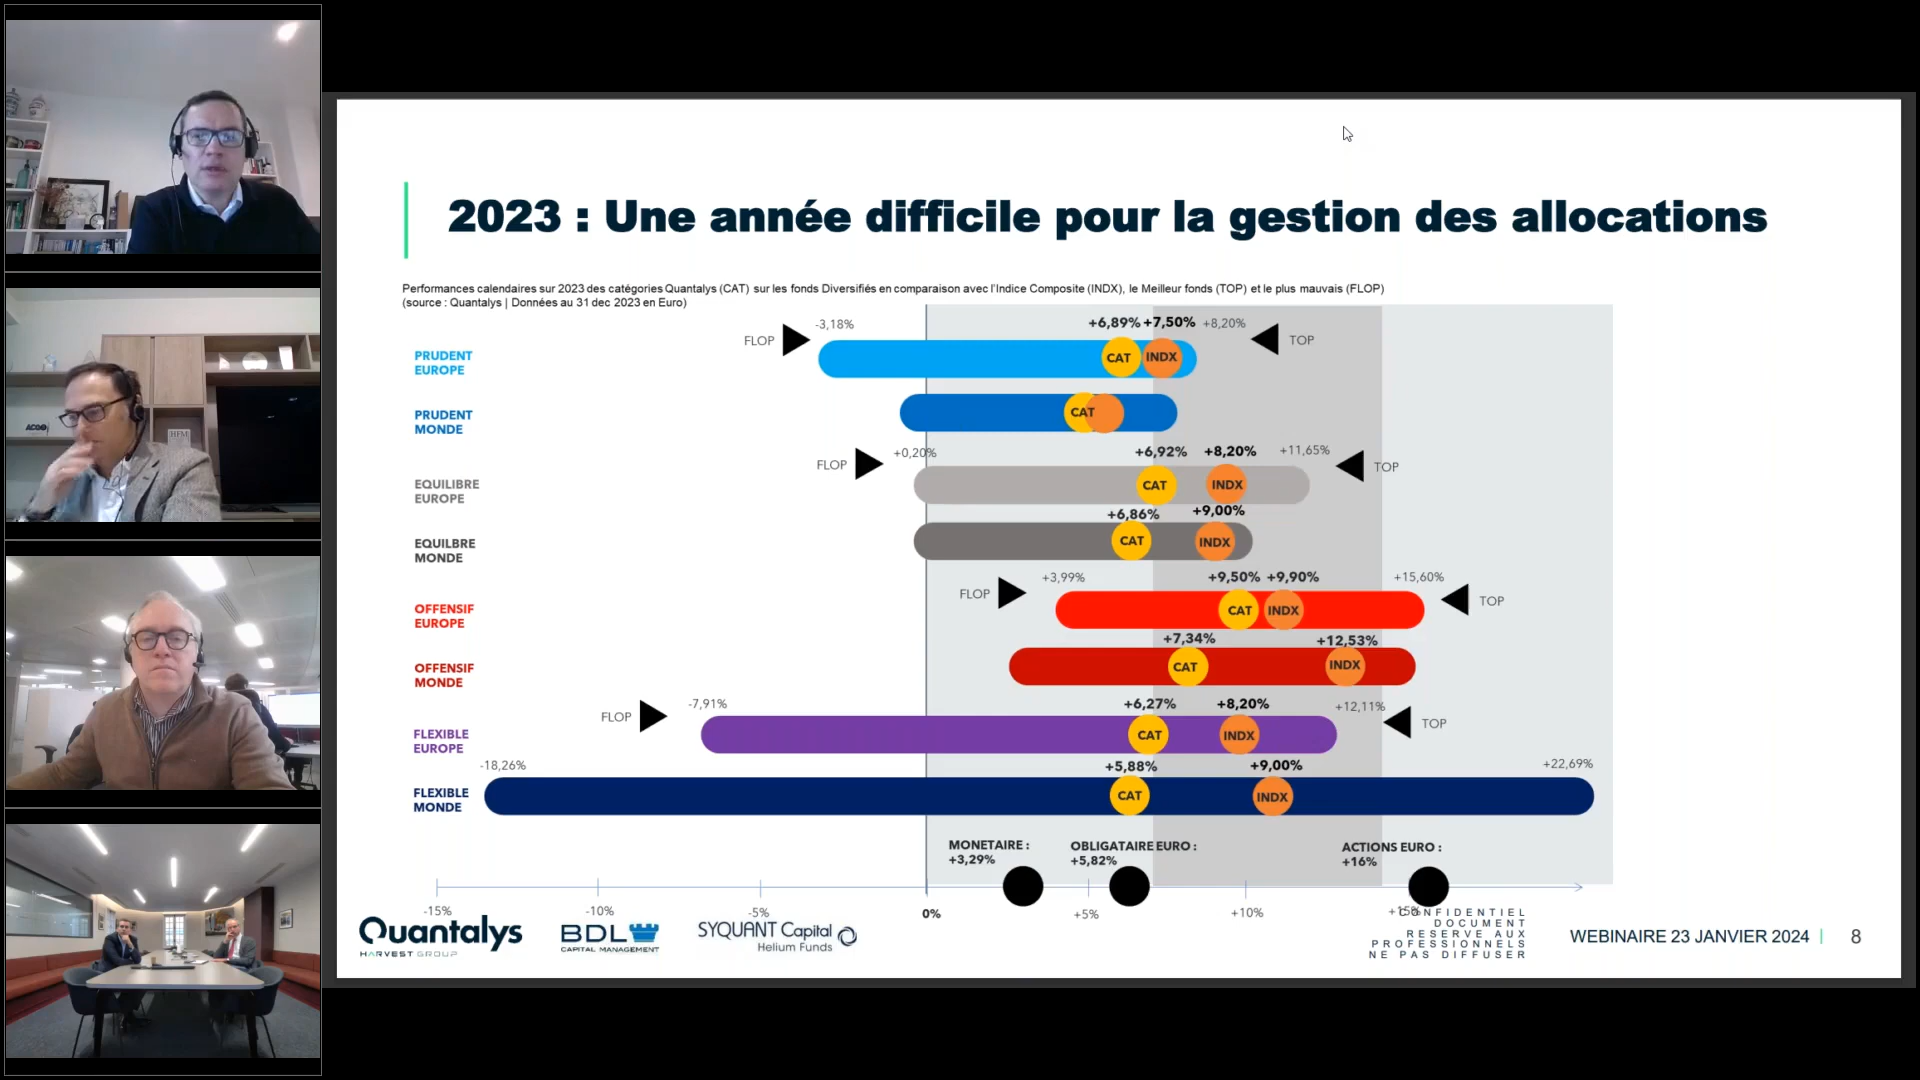 2023 : Une année difficile pour la gestion des allocations
Performances calendaires sur 2023 des catégories Quantalys (CAT) sur les fonds Diversifiés en comparaison avec l'Indice Composite (INDX), le Meilleur fonds (TOP) et le plus mauvais (FLOP)
(source : Quantalys | Données au 31 dec 2023 en Euro)
-3,18% +6,89% +7,50% +8,20%
FLOP TOP
PRUDENT
EUROPE
CAT INDX
PRUDENT
MONDE
CAT
+0,20% +6,92% +8,20% +11,65%
FLOP TOP
EQUILIBRE
EUROPE
CAT INDX
+6,86% +9,00%
EQUILBRE
MONDE
CAT INDX
+3,99% +9,50% +9,90% +15,60%
FLOP TOP
OFFENSIF
EUROPE
CAT INDX
+7,34% +12,53%
OFFENSIF
MONDE
CAT INDX
-7,91% +6,27% +8,20% +12,11%
FLOP TOP
FLEXIBLE
EUROPE
CAT INDX
-18,26% +5,88% +9,00% +22,69%
FLEXIBLE
MONDE
CAT INDX
MONETAIRE :
+3,29%
OBLIGATAIRE EURO :
+5,82%
ACTIONS EURO :
+16%
-15% -10% -5% 0% +5% +10% +15%
Quantalys
HARVEST GROUP
BDL
CAPITAL MANAGEMENT
SYQUANT Capital
Helium Funds
CONFIDENTIEL
DOCUMENT
RESERVE AUX
PROFESSIONNELS
NE PAS DIFFUSER
WEBINAIRE 23 JANVIER 2024 | 8